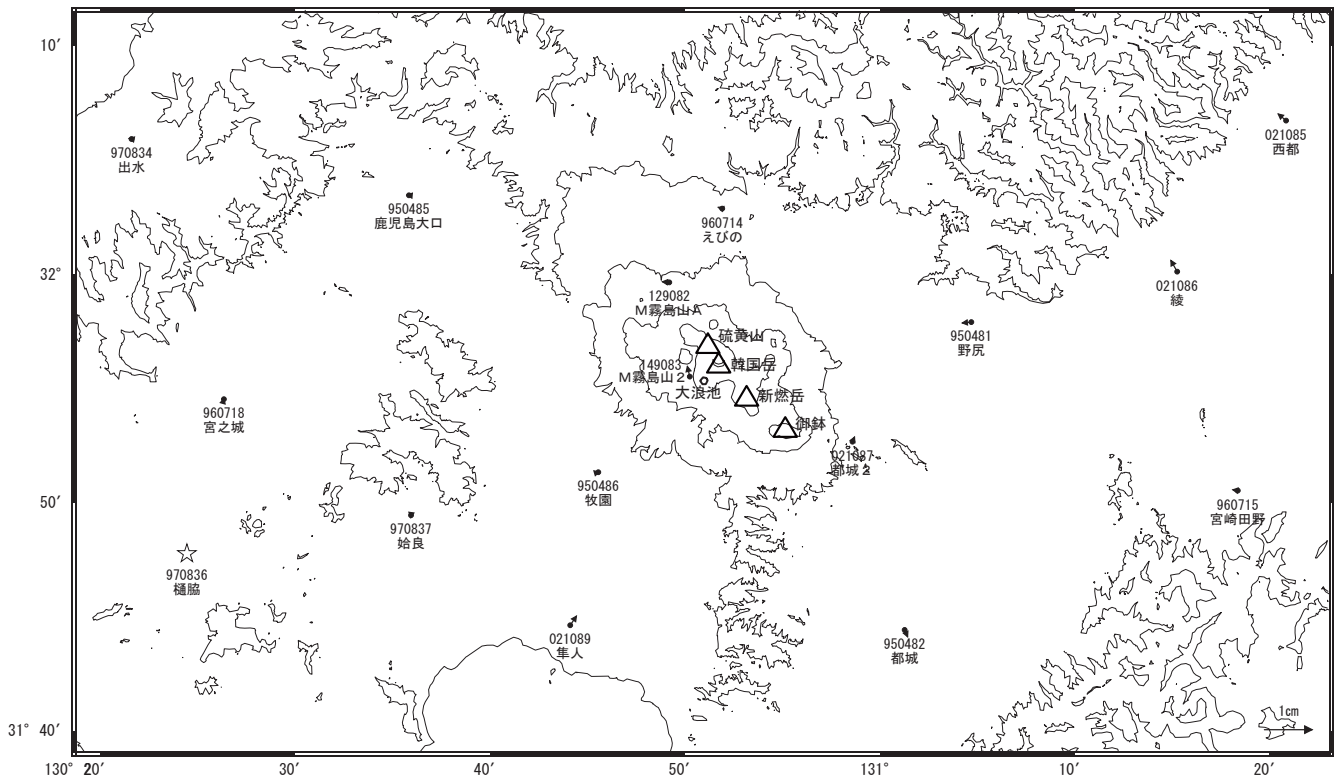 10′
970834
出水
021085
西都
950485
鹿児島大口
960714
えびの
32°
021086
綾
129082
M霧島山A
950481
野尻
硫黄山
149083
M霧島山2
韓国岳
大浪池
新燃岳
960718
宮之城
御鉢
021087
都城2
950486
牧園
50′
960715
宮崎田野
970837
姶良
970836
樋脇
021089
隼人
950482
都城
1cm
31° 40′
130° 20′
30′
40′
50′
131°
10′
20′